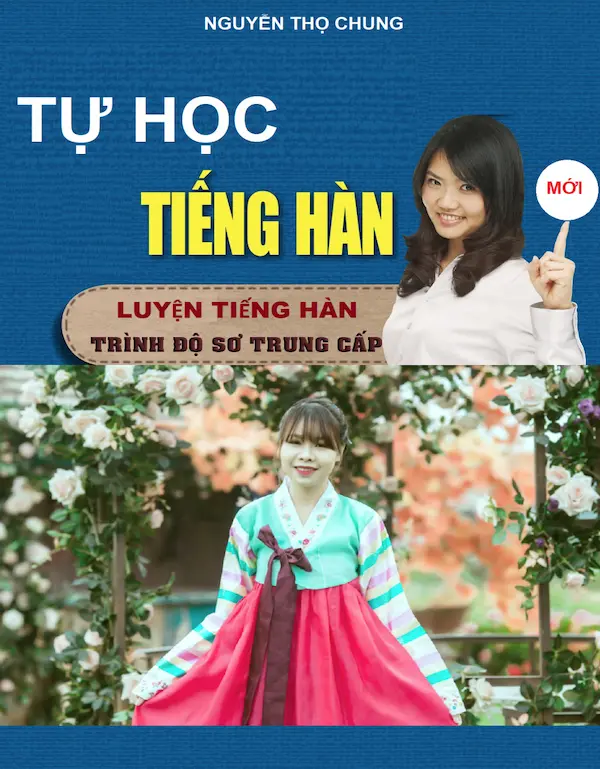 NGUYỄN THỌ CHUNG
TỰ HỌC
TIẾNG HÀN
MỚI
LUYỆN TIẾNG HÀN
TRÌNH ĐỘ SƠ TRUNG CẤP